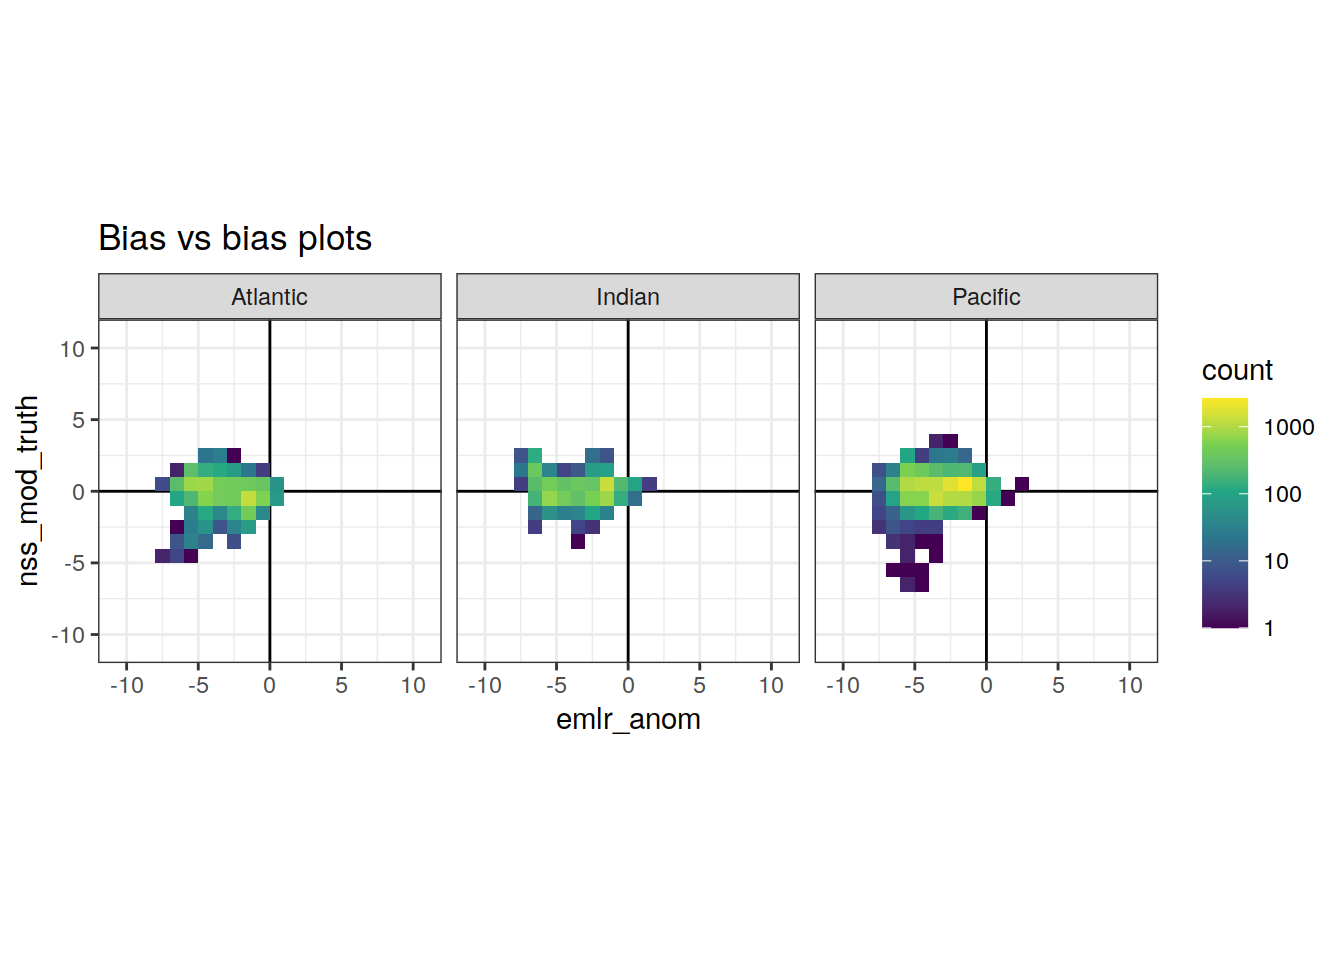 Bias vs bias plots
Atlantic Indian Pacific
nss_mod_truth
10
5
0
-5
-10
-10 -5 0 5 10 -10 -5 0 5 10 -10 -5 0 5 10
emlr_anom
count
1000
100
10
1